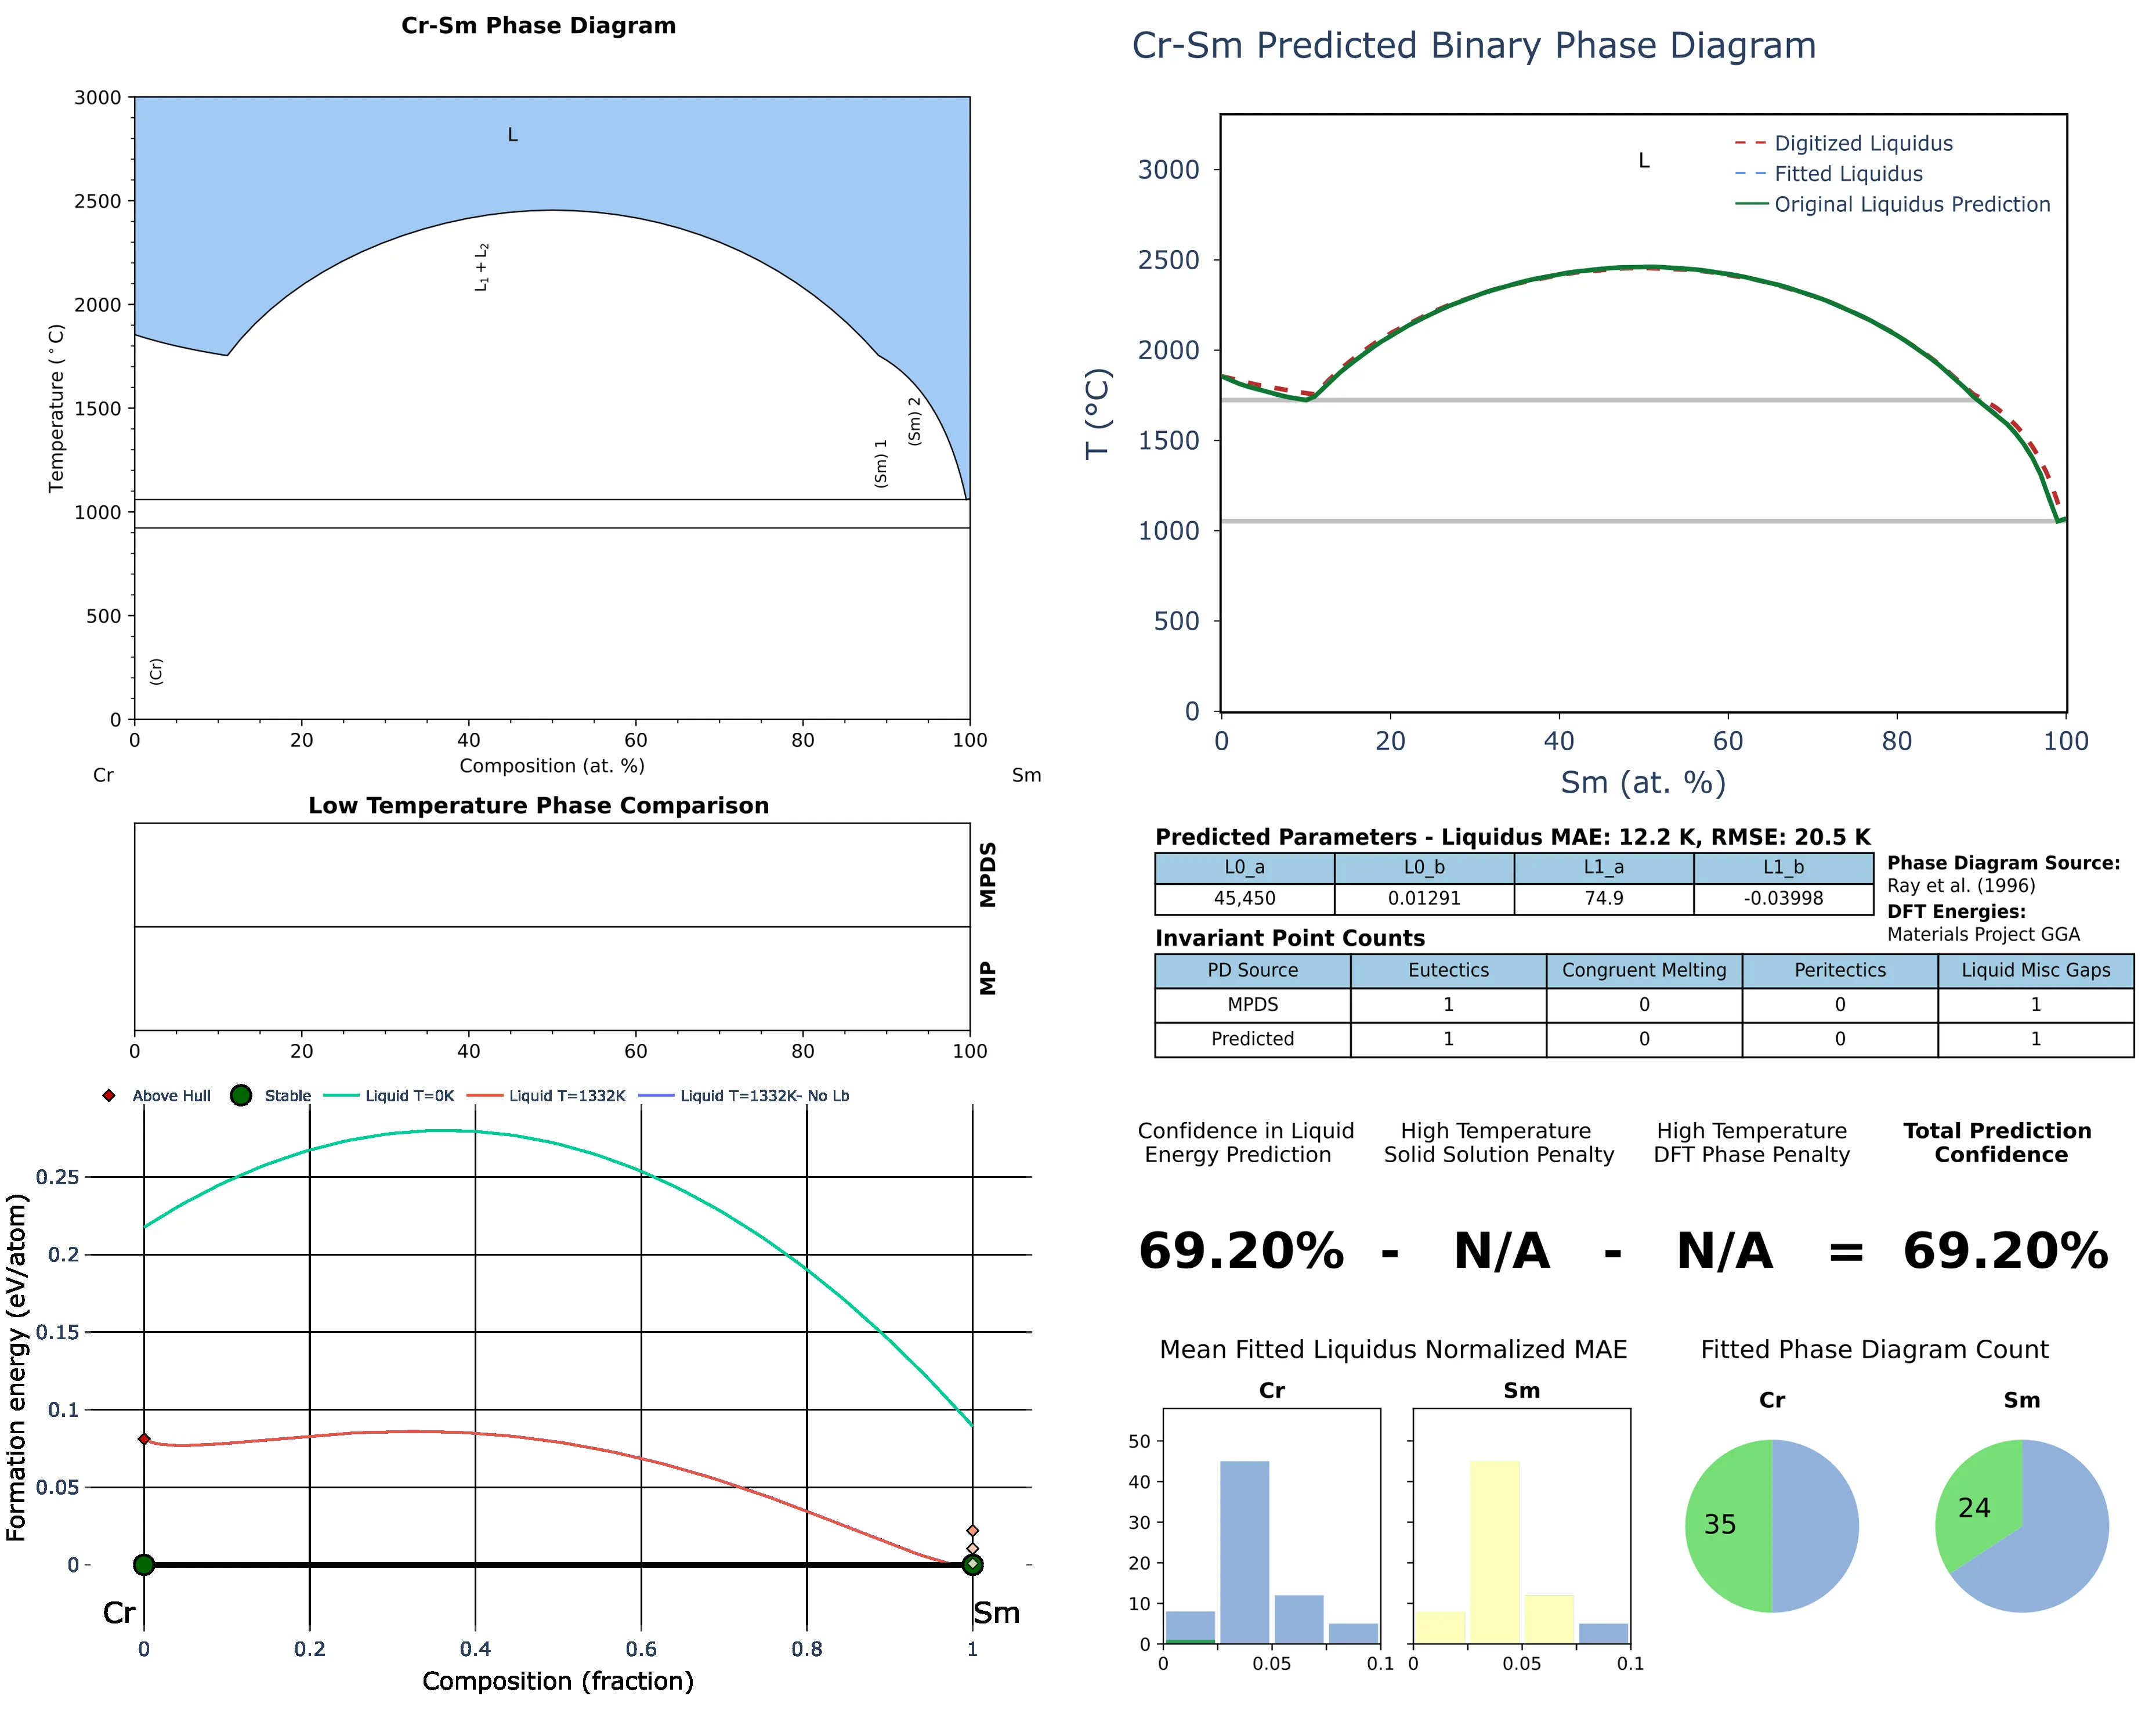 Cr-Sm Phase Diagram
3000
2500
2000
1500
1000
500
0
Temperature (°C)
L
L1 + L2
(Sm) 1
(Sm) 2
(Cr)
0 20 40 60 80 100
Composition (at. %)
Cr Sm
Low Temperature Phase Comparison
MPDS
MP
0 20 40 60 80 100
Above Hull Stable Liquid T=0K Liquid T=1332K Liquid T=1332K- No Lb
0.25
0.2
0.15
0.1
0.05
0
Formation energy (eV/atom)
Cr Sm
0 0.2 0.4 0.6 0.8 1
Composition (fraction)
Cr-Sm Predicted Binary Phase Diagram
L
Digitized Liquidus
Fitted Liquidus
Original Liquidus Prediction
3000
2500
2000
1500
1000
500
0
T (°C)
0 20 40 60 80 100
Sm (at. %)
Predicted Parameters - Liquidus MAE: 12.2 K, RMSE: 20.5 K
L0_a L0_b L1_a L1_b
45,450 0.01291 74.9 -0.03998
Phase Diagram Source:
Ray et al. (1996)
DFT Energies:
Materials Project GGA
Invariant Point Counts
PD Source Eutectics Congruent Melting Peritectics Liquid Misc Gaps
MPDS 1 0 0 1
Predicted 1 0 0 1
Confidence in Liquid
Energy Prediction
High Temperature
Solid Solution Penalty
High Temperature
DFT Phase Penalty
Total Prediction
Confidence
69.20% - N/A - N/A = 69.20%
Mean Fitted Liquidus Normalized MAE
Cr Sm
50
40
30
20
10
0
0 0.05 0.1 0 0.05 0.1
Fitted Phase Diagram Count
Cr Sm
35 24